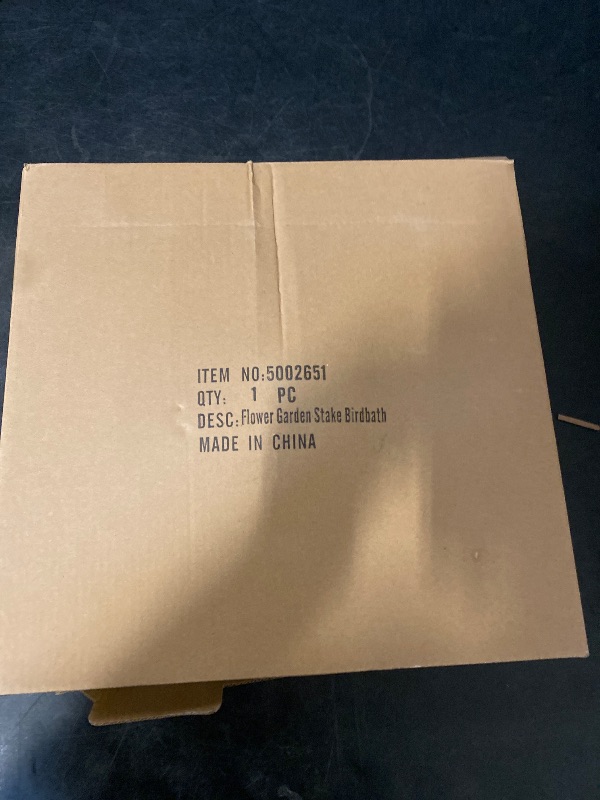 ITEM NO:5002651
QTY: 1 PC
DESC:Flower Garden Stake Birdbath
MADE IN CHINA